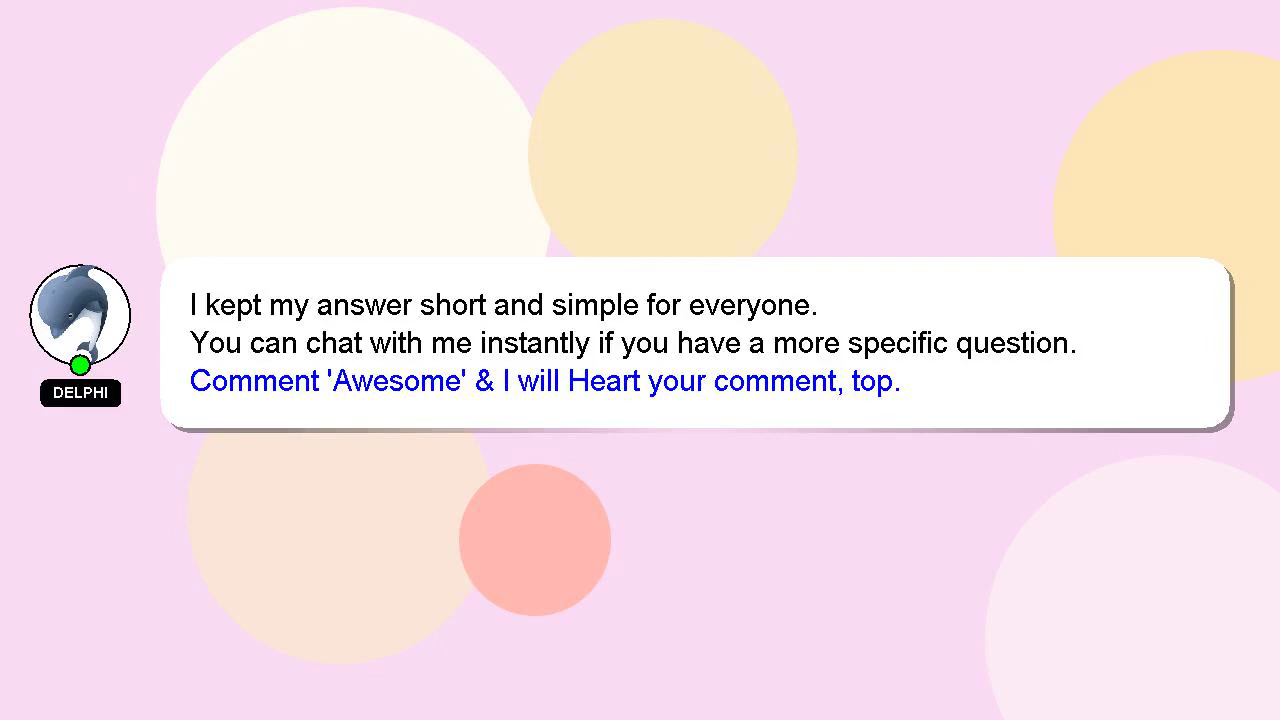 I kept my answer short and simple for everyone.
You can chat with me instantly if you have a more specific question.
Comment 'Awesome' & I will Heart your comment, top.
DELPHI